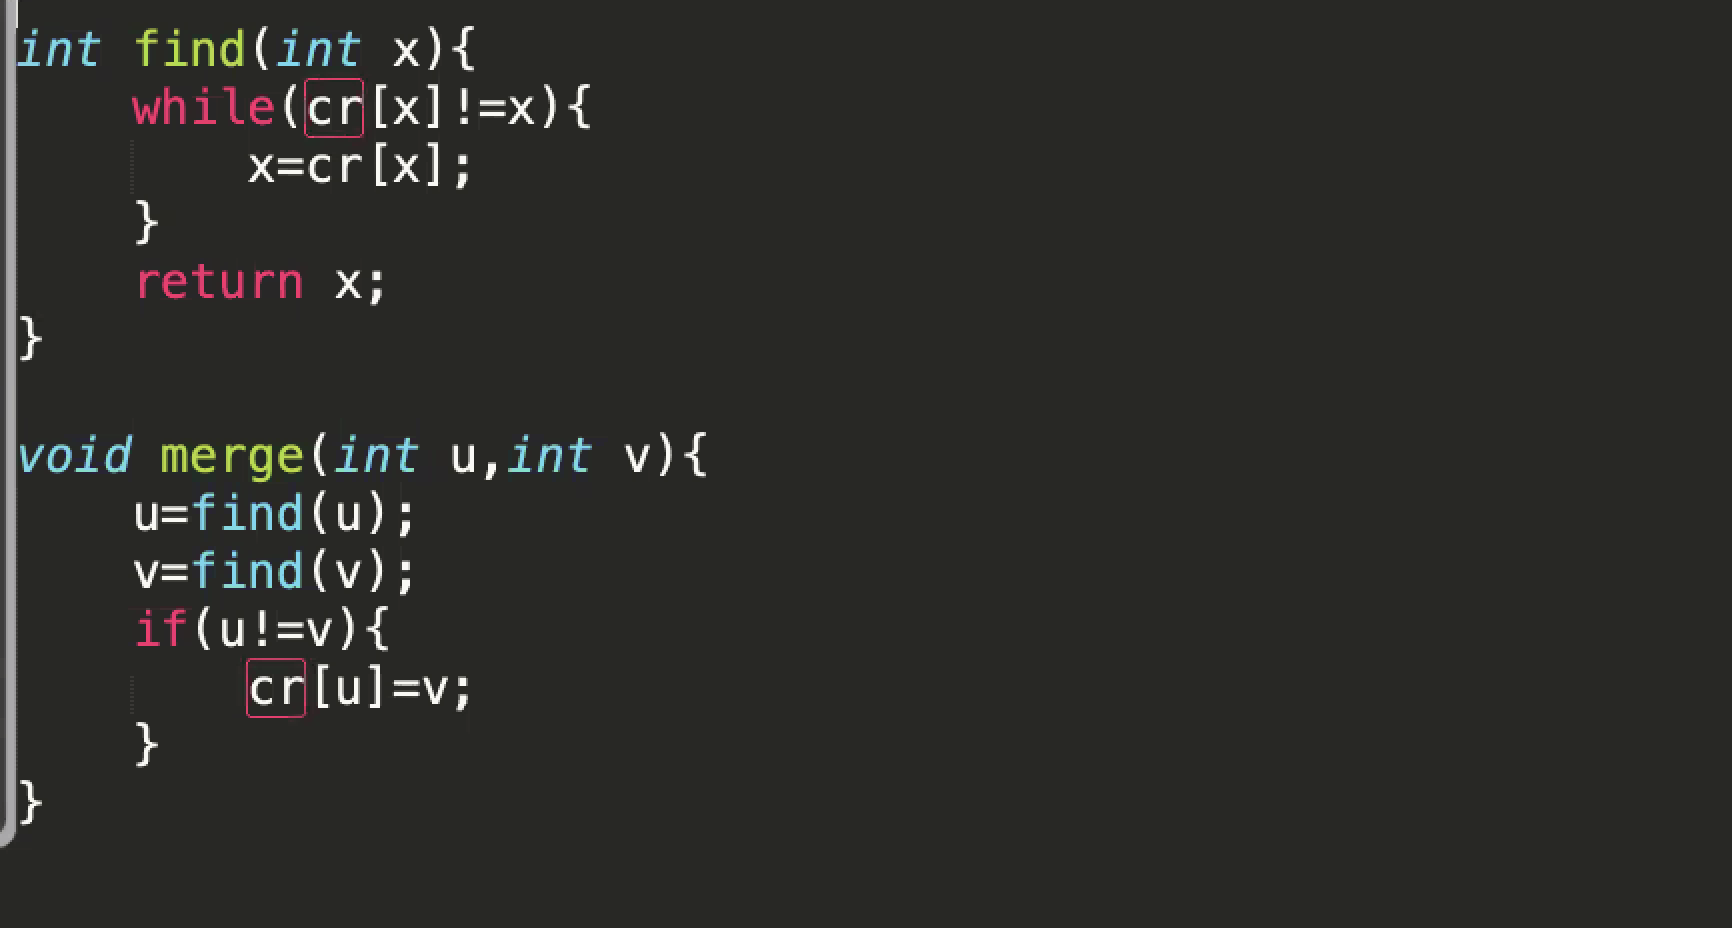 int find(int x){
    while(cr[x]!=x){
        x=cr[x];
    }
    return x;
}

void merge(int u,int v){
    u=find(u);
    v=find(v);
    if(u!=v){
        cr[u]=v;
    }
}